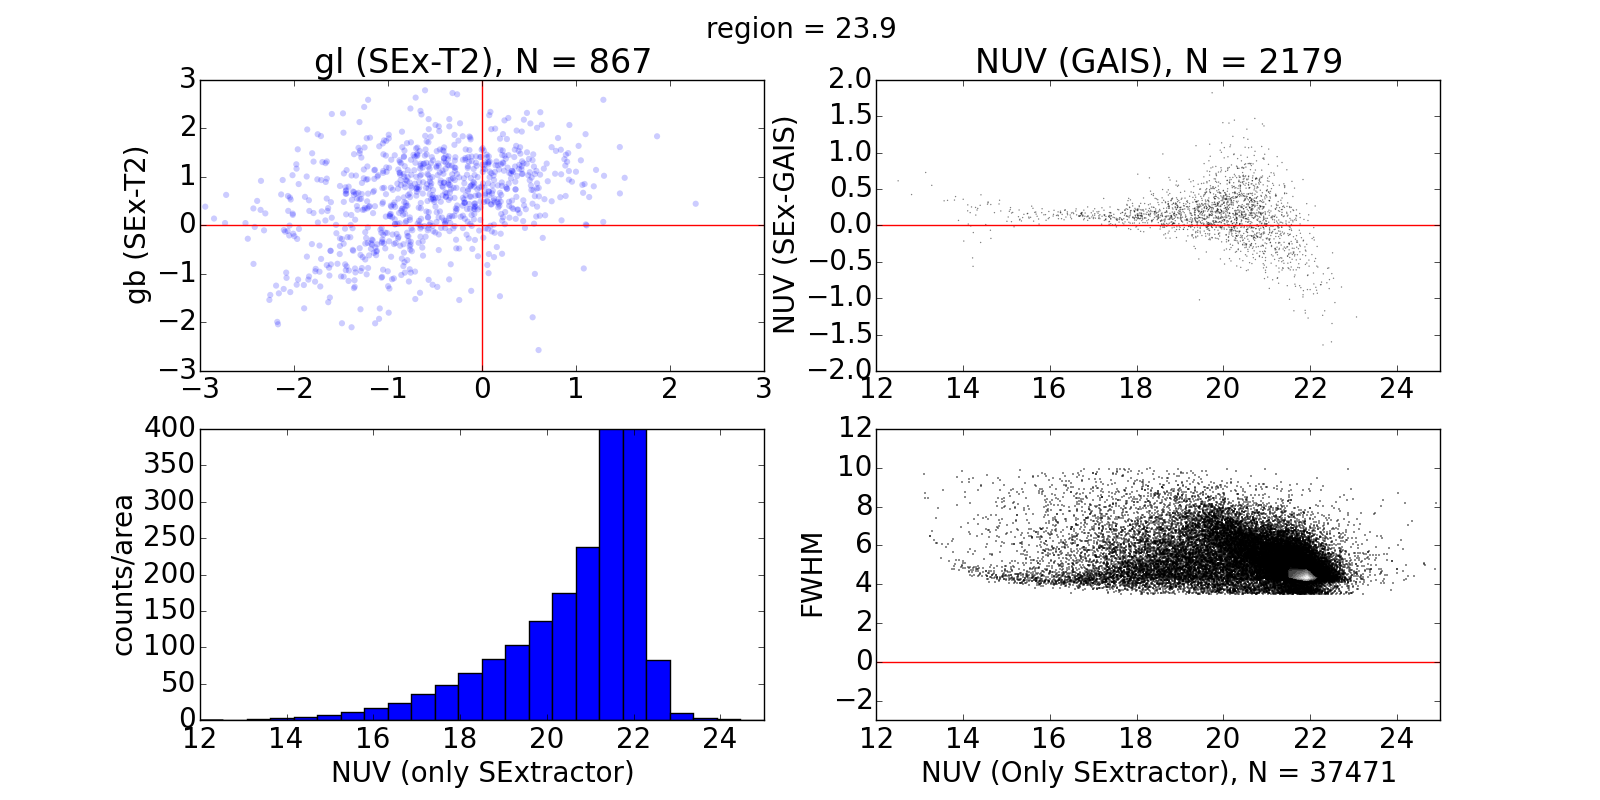 region = 23.9
gl (SEx-T2), N = 867
3
2
1
0
−1
−2
−3
gb (SEx-T2)
−3 −2 −1 0 1 2 3
NUV (GAIS), N = 2179
2.0
1.5
1.0
0.5
0.0
−0.5
−1.0
−1.5
−2.0
NUV (SEx-GAIS)
12 14 16 18 20 22 24
400
350
300
250
200
150
100
50
0
counts/area
12 14 16 18 20 22 24
NUV (only SExtractor)
12
10
8
6
4
2
0
−2
FWHM
12 14 16 18 20 22 24
NUV (Only SExtractor), N = 37471